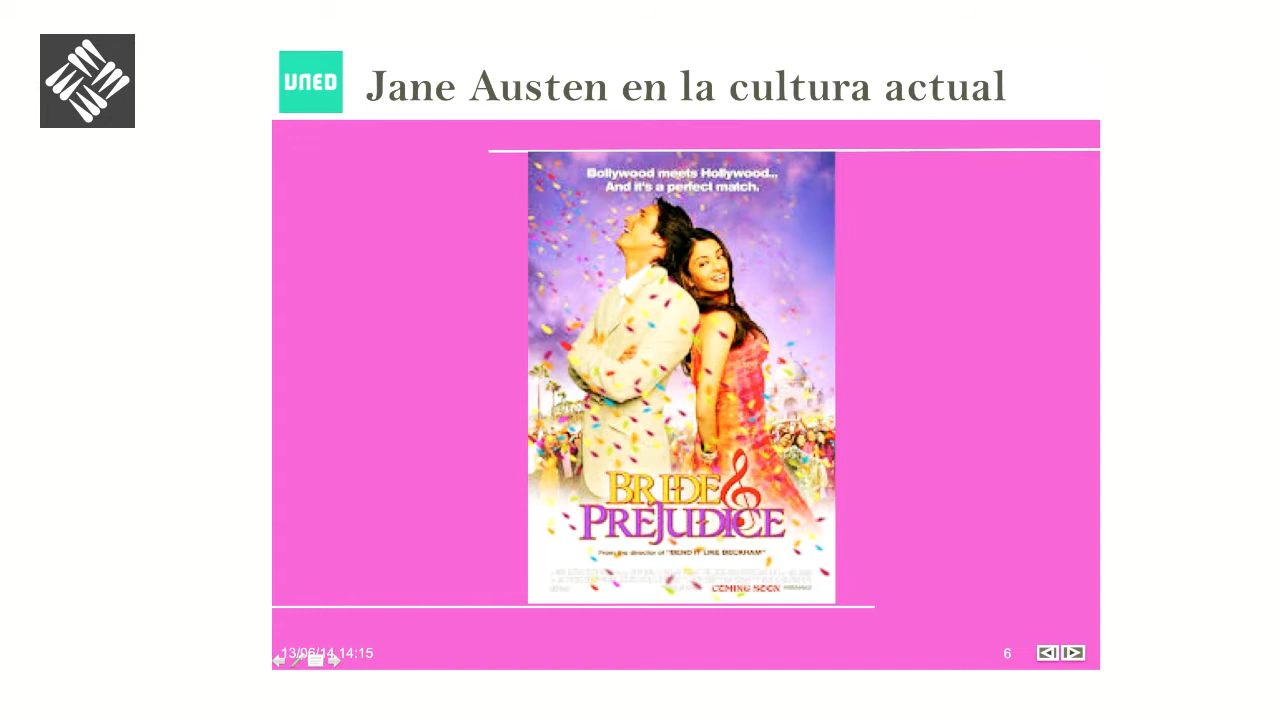 UNED
Jane Austen en la cultura actual
Bollywood meets Hollywood...
And it's a perfect match.
BRIDE &
PREJUDICE
From the director of "BEND IT LIKE BECKHAM"
COMING SOON
13/06/14 14:15
6